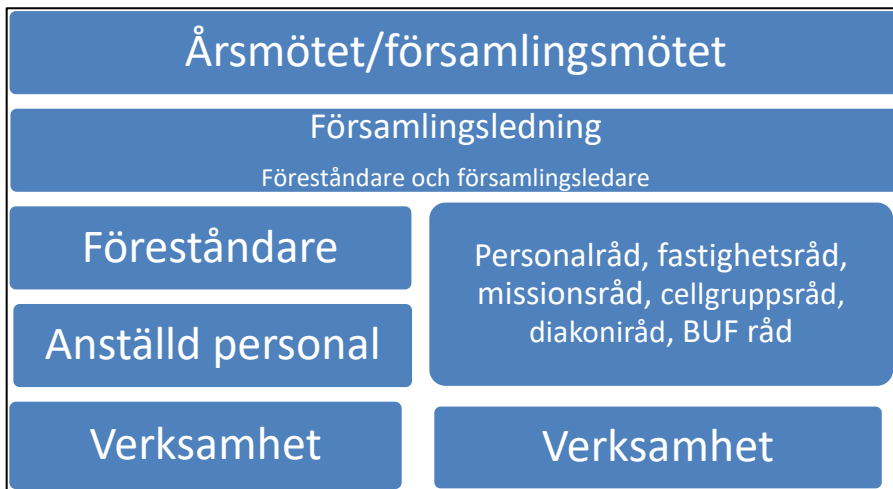 Årsmötet/församlingsmötet
Församlingsledning
Föreståndare och församlingsledare
Föreståndare
Anställd personal
Verksamhet
Personalråd, fastighetsråd,
missionsråd, cellgruppsråd,
diakoniråd, BUF råd
Verksamhet